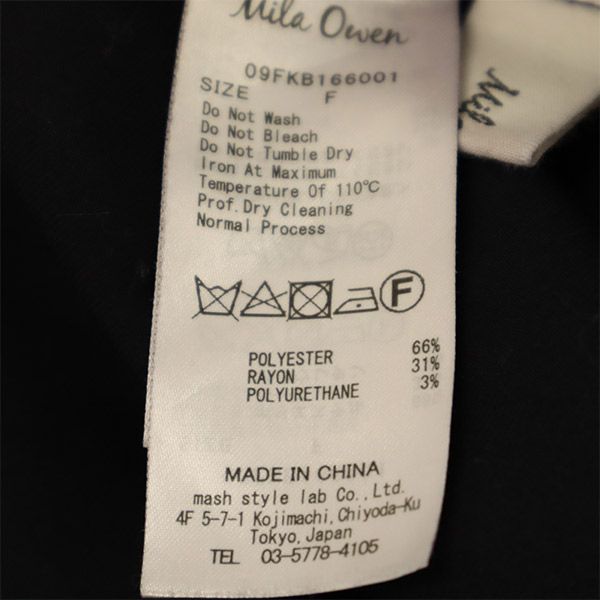 Mila Owen
09FKB166001
SIZE F
Do Not Wash
Do Not Bleach
Do Not Tumble Dry
Iron At Maximum
Temperature Of 110℃
Prof.Dry Cleaning
Normal Process
F
POLYESTER 66%
RAYON 31%
POLYURETHANE 3%
MADE IN CHINA
mash style lab Co.,Ltd.
4F 5-7-1 Kojimachi,Chiyoda-Ku
Tokyo,Japan
TEL 03-5778-4105
Mil